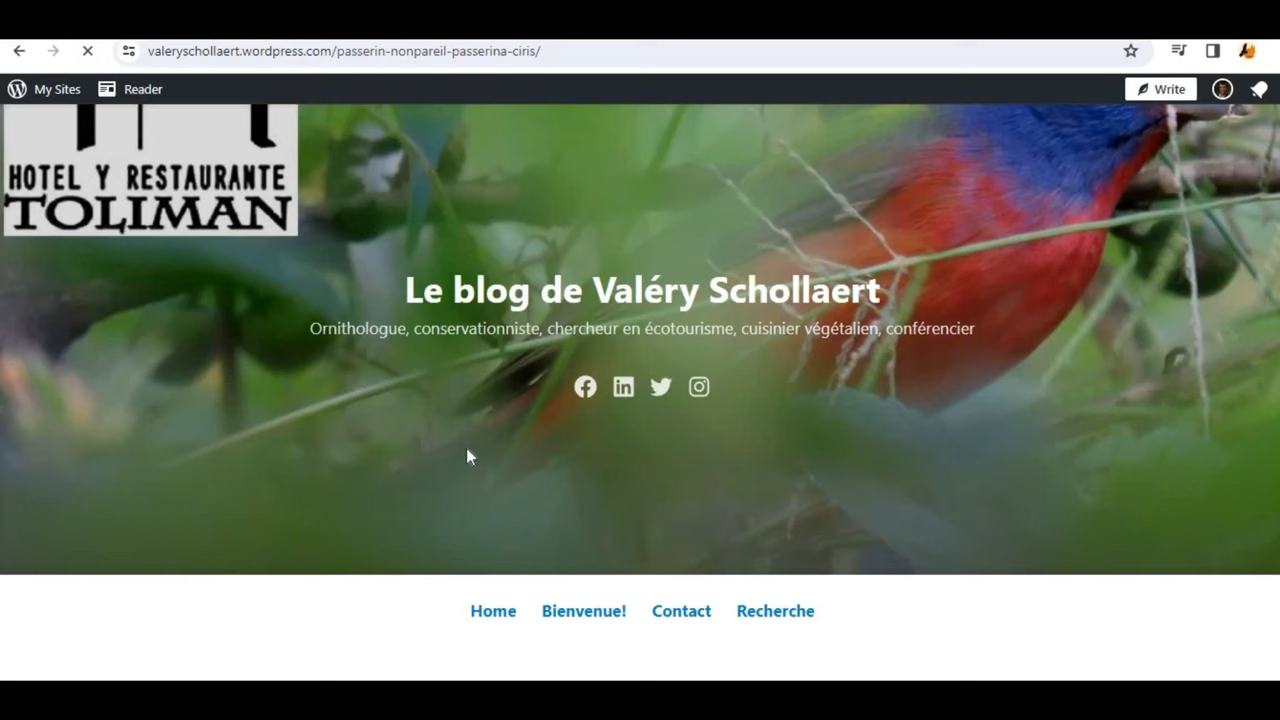 valeryschollaert.wordpress.com/passerin-nonpareil-passerina-ciris/
My Sites Reader Write
HOTEL Y RESTAURANTE
TOLIMAN
Le blog de Valéry Schollaert
Ornithologue, conservationniste, chercheur en écotourisme, cuisinier végétalien, conférencier
Home Bienvenue! Contact Recherche